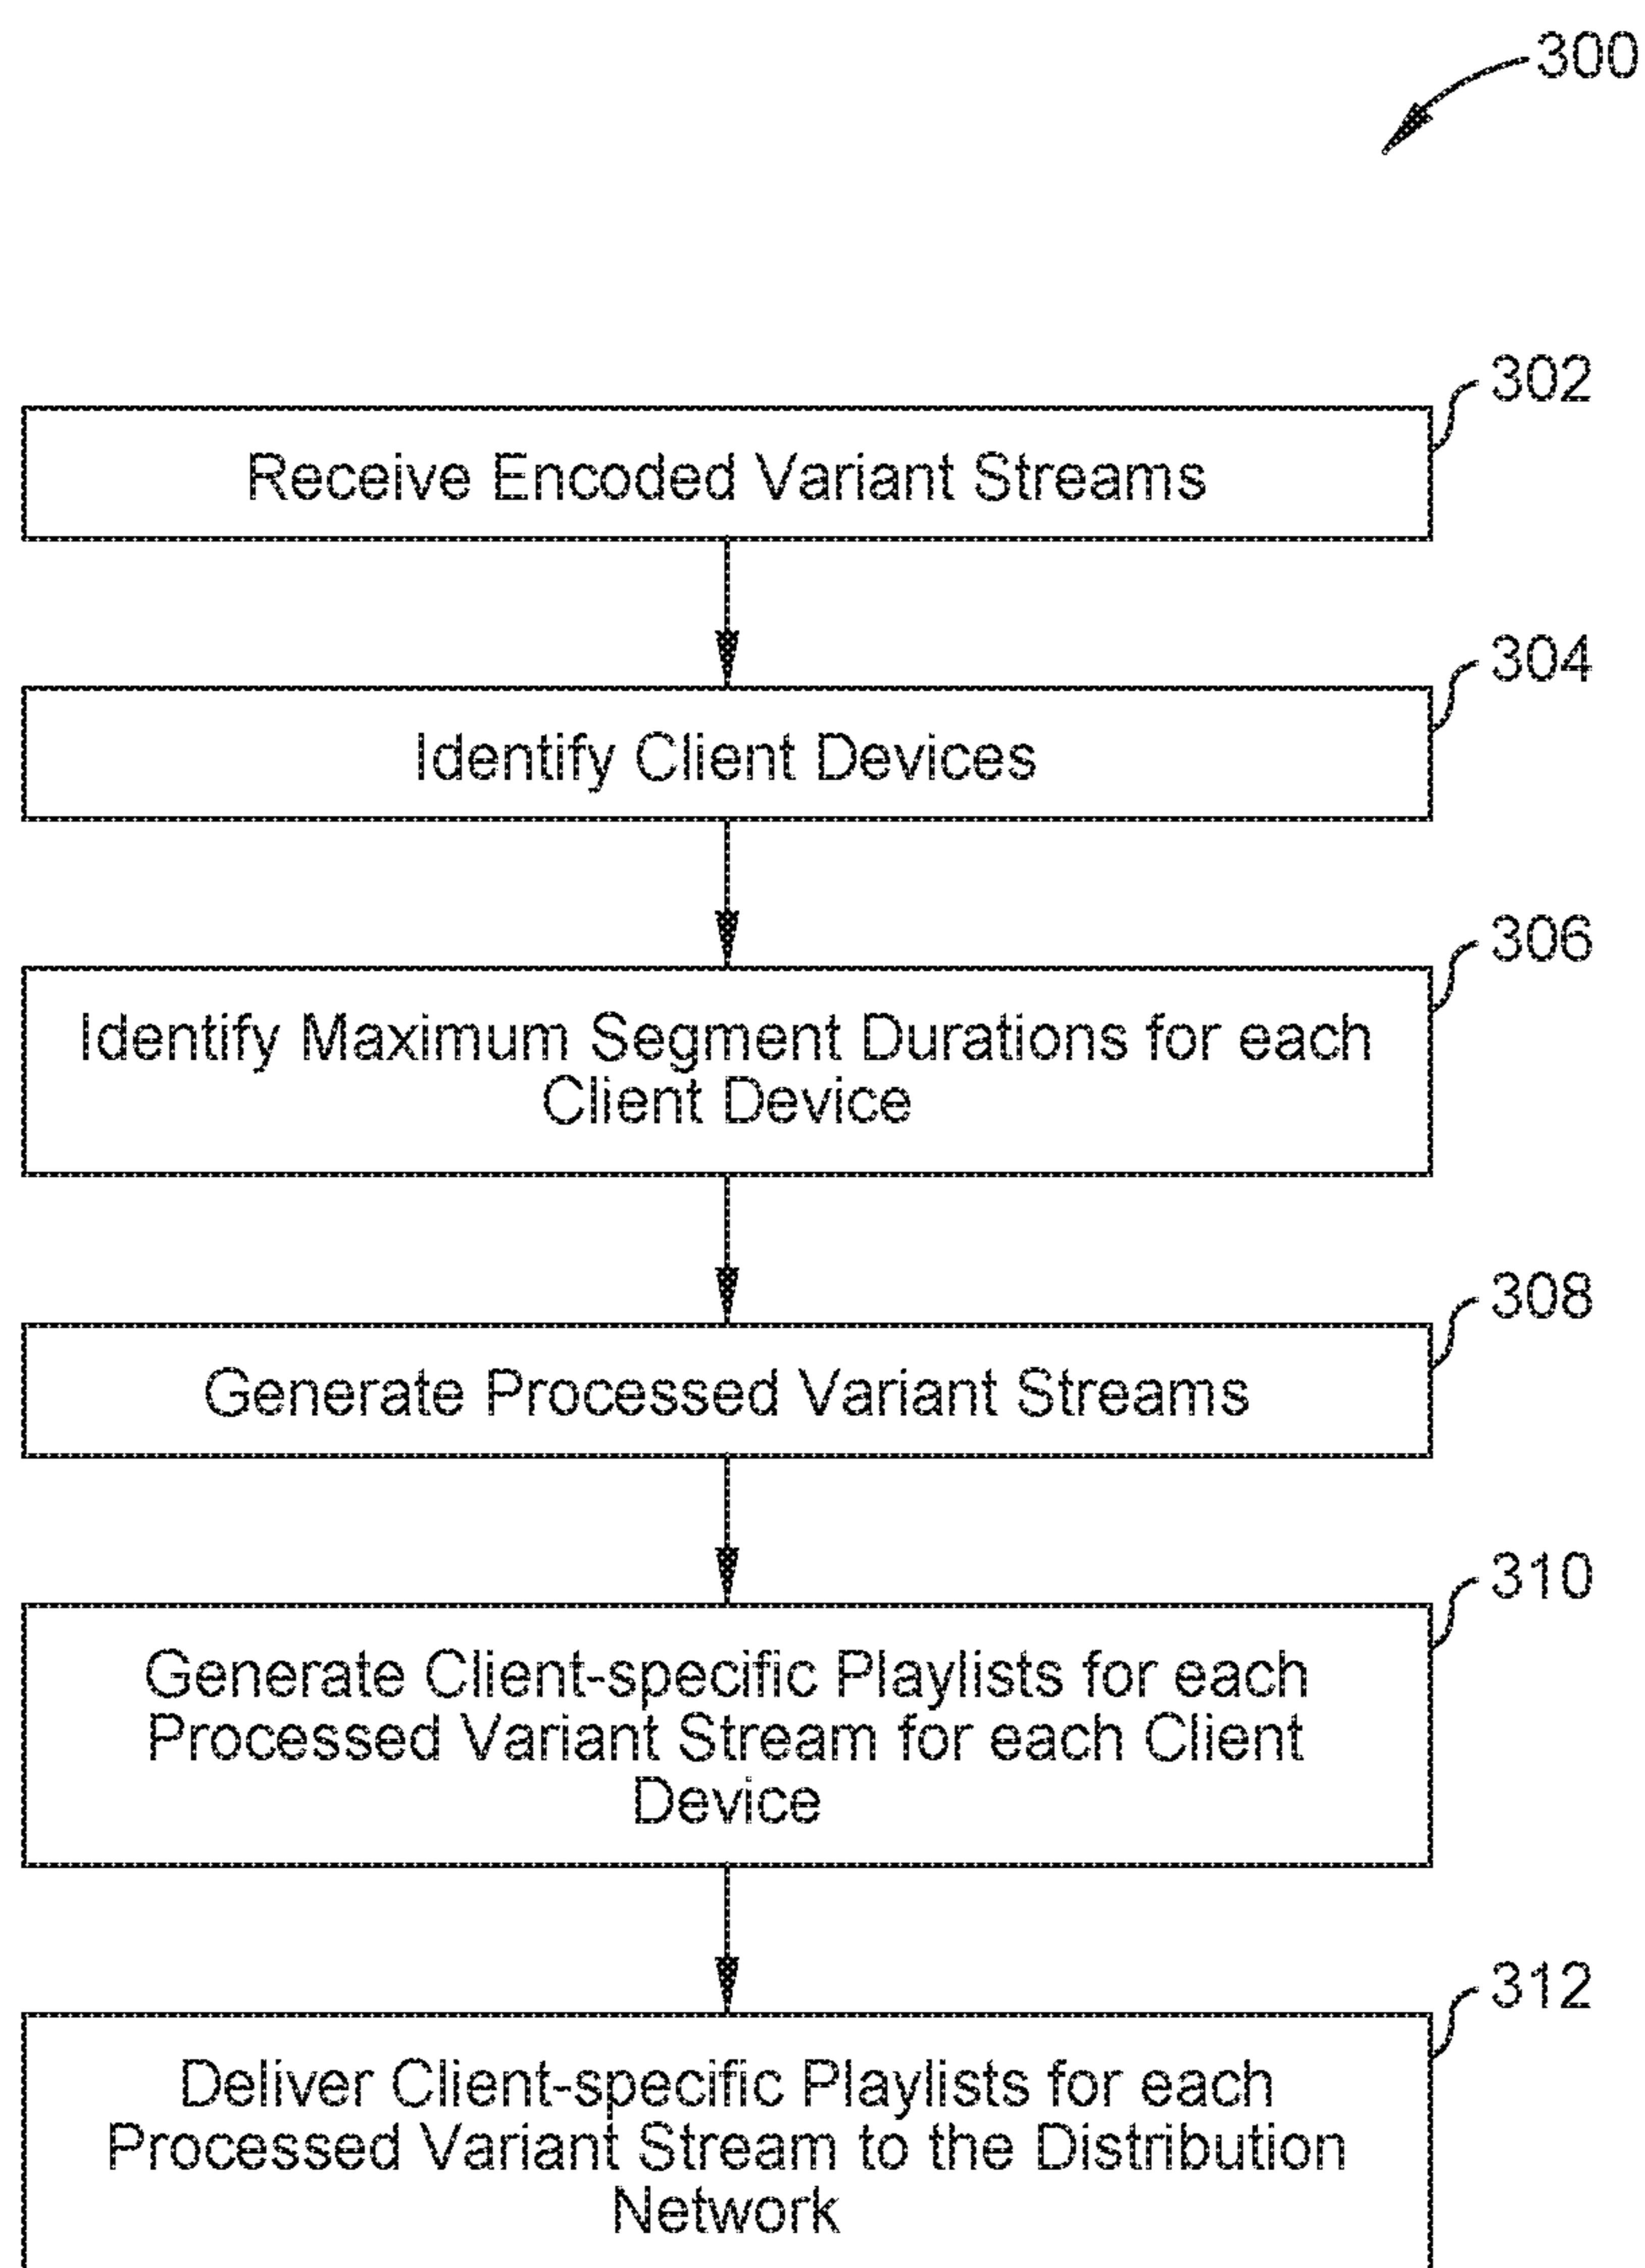 300
302
Receive Encoded Variant Streams
304
Identify Client Devices
306
Identify Maximum Segment Durations for each
Client Device
308
Generate Processed Variant Streams
310
Generate Client-specific Playlists for each
Processed Variant Stream for each Client
Device
312
Deliver Client-specific Playlists for each
Processed Variant Stream to the Distribution
Network